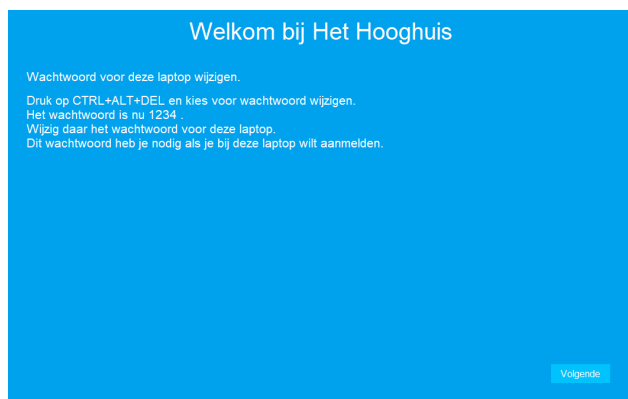 Welkom bij Het Hooghuis
Wachtwoord voor deze laptop wijzigen.
Druk op CTRL+ALT+DEL en kies voor wachtwoord wijzigen.
Het wachtwoord is nu 1234 .
Wijzig daar het wachtwoord voor deze laptop.
Dit wachtwoord heb je nodig als je bij deze laptop wilt aanmelden.
Volgende